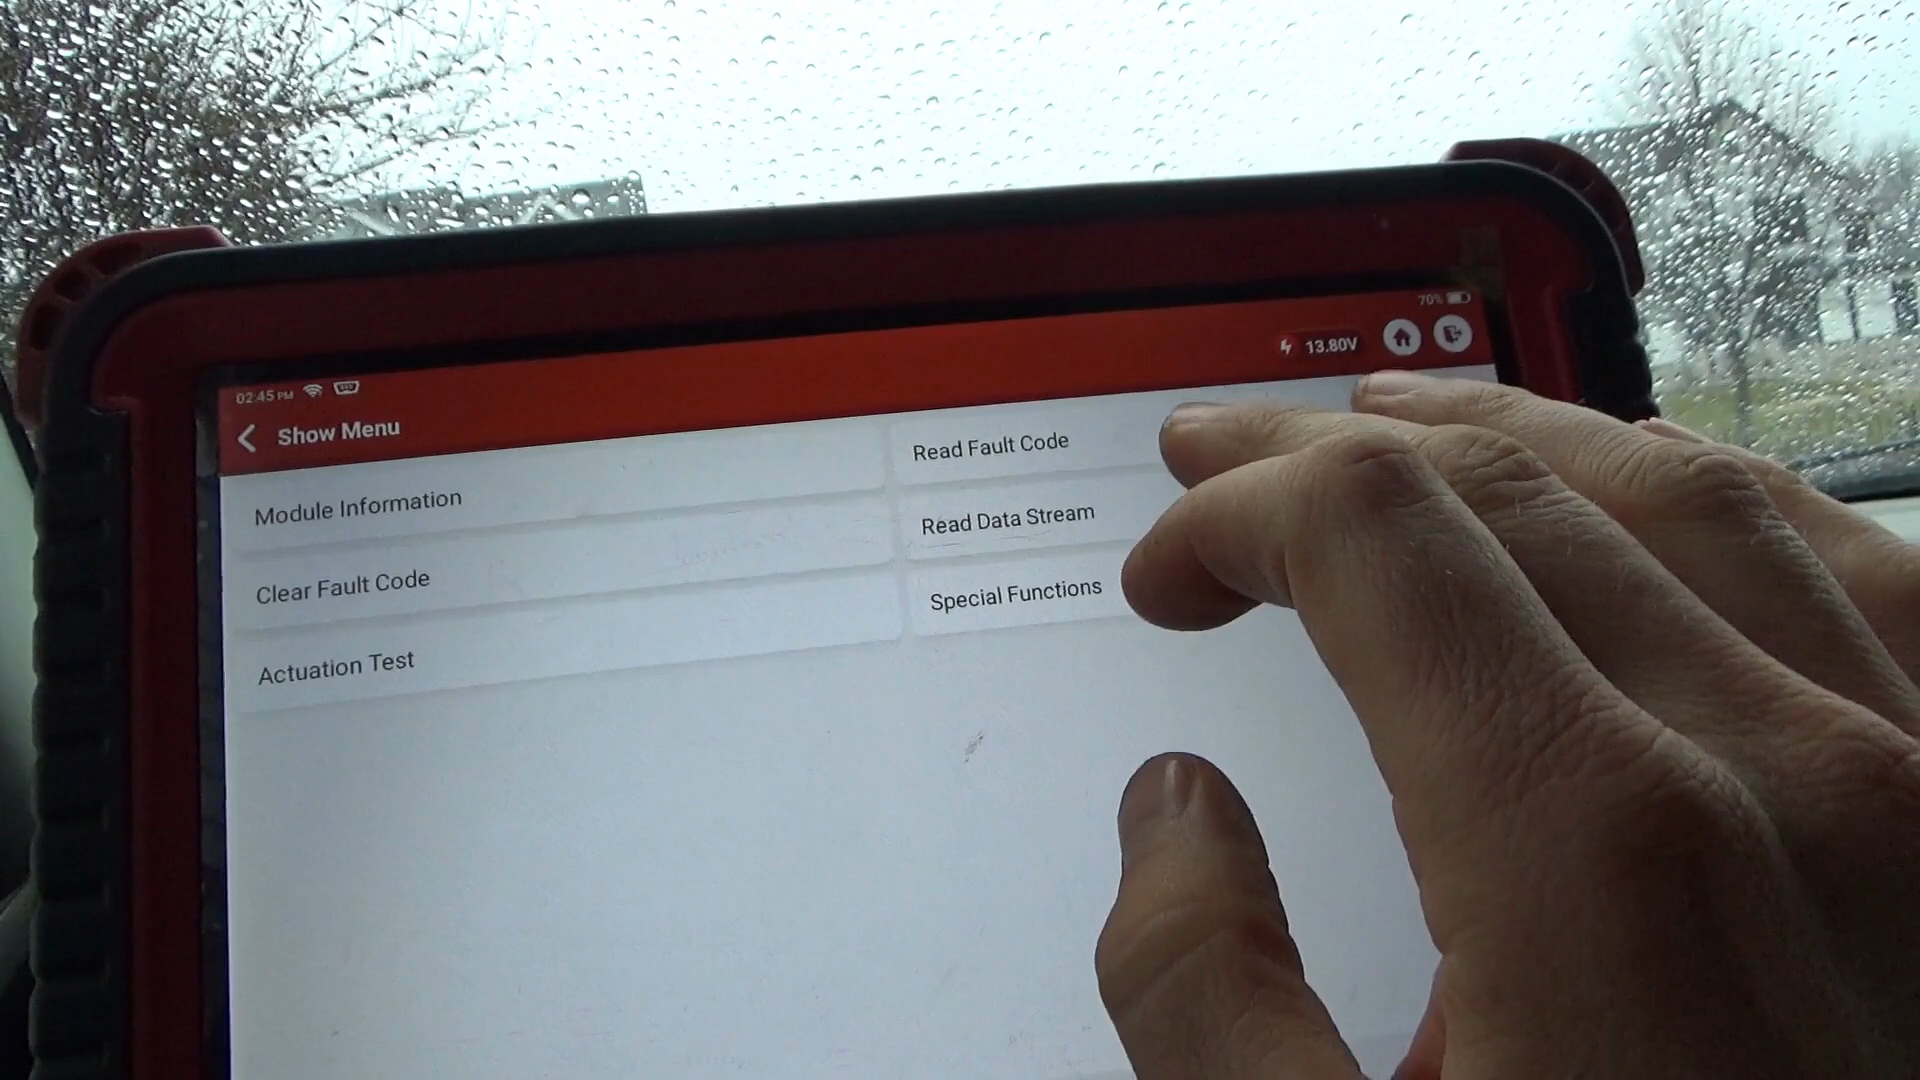 70%
13.80V
02:45 PM
Show Menu
Module Information
Read Fault Code
Clear Fault Code
Read Data Stream
Actuation Test
Special Functions